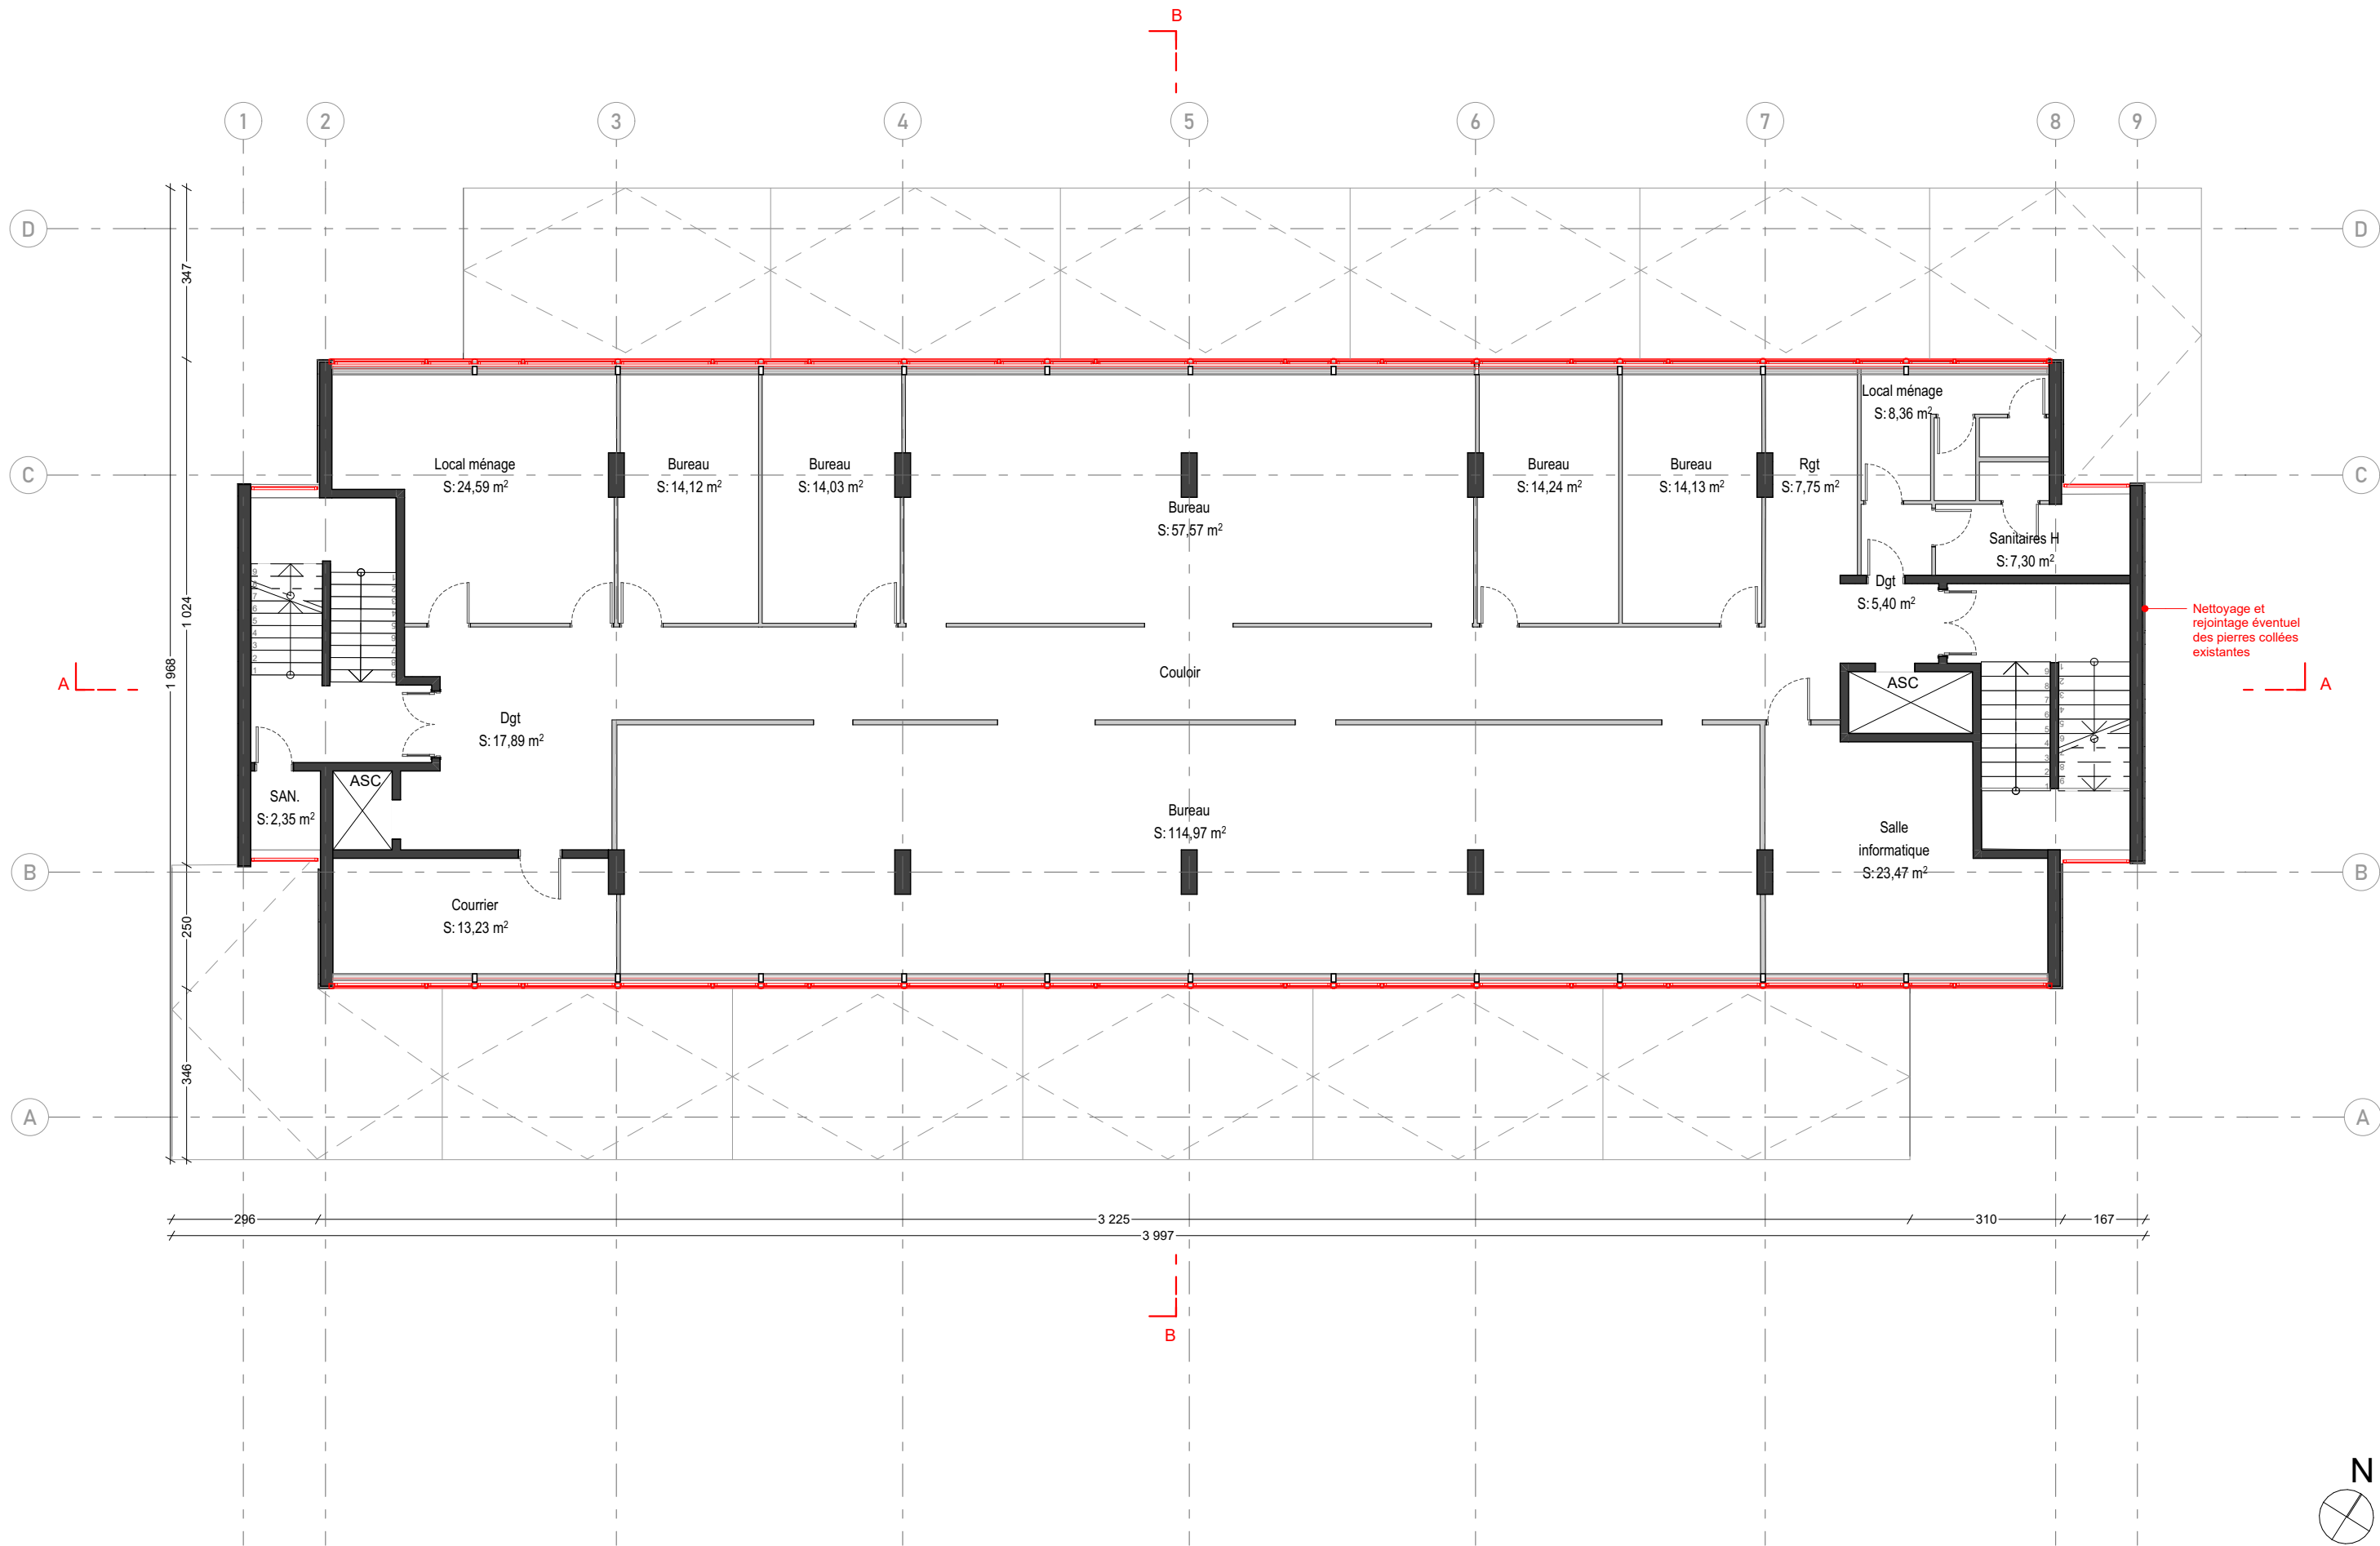 B
1
2
3
4
5
6
7
8
9
D
D
347
Local ménage
S: 8,36 m²
C
C
Local ménage
S: 24,59 m²
Bureau
S: 14,12 m²
Bureau
S: 14,03 m²
Bureau
S: 57,57 m²
Bureau
S: 14,24 m²
Bureau
S: 14,13 m²
Rgt
S: 7,75 m²
Sanitaires H
S: 7,30 m²
Dgt
S: 5,40 m²
1 024
1 968
Nettoyage et
rejointage éventuel
des pierres collées
existantes
A
Couloir
ASC
A
Dgt
S: 17,89 m²
ASC
SAN.
S: 2,35 m²
Bureau
S: 114,97 m²
Salle
informatique
S: 23,47 m²
B
B
Courrier
S: 13,23 m²
250
346
A
A
296
3 225
310
167
3 997
B
N